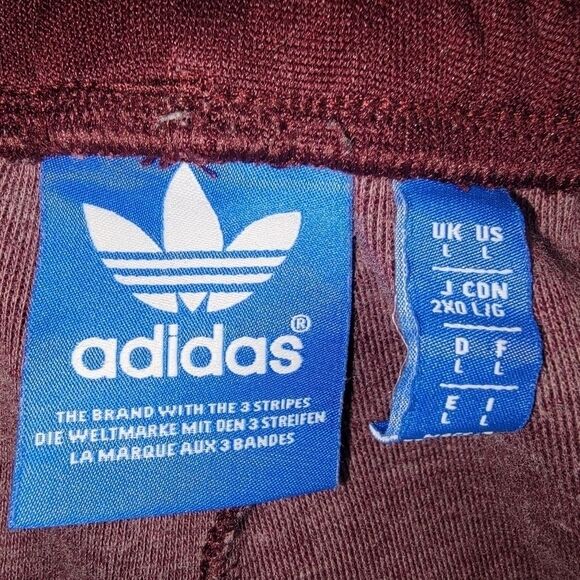 adidas®
THE BRAND WITH THE 3 STRIPES
DIE WELTMARKE MIT DEN 3 STREIFEN
LA MARQUE AUX 3 BANDES
UK US
L L
J CDN
2XO L/G
D F
L L
E I
L L